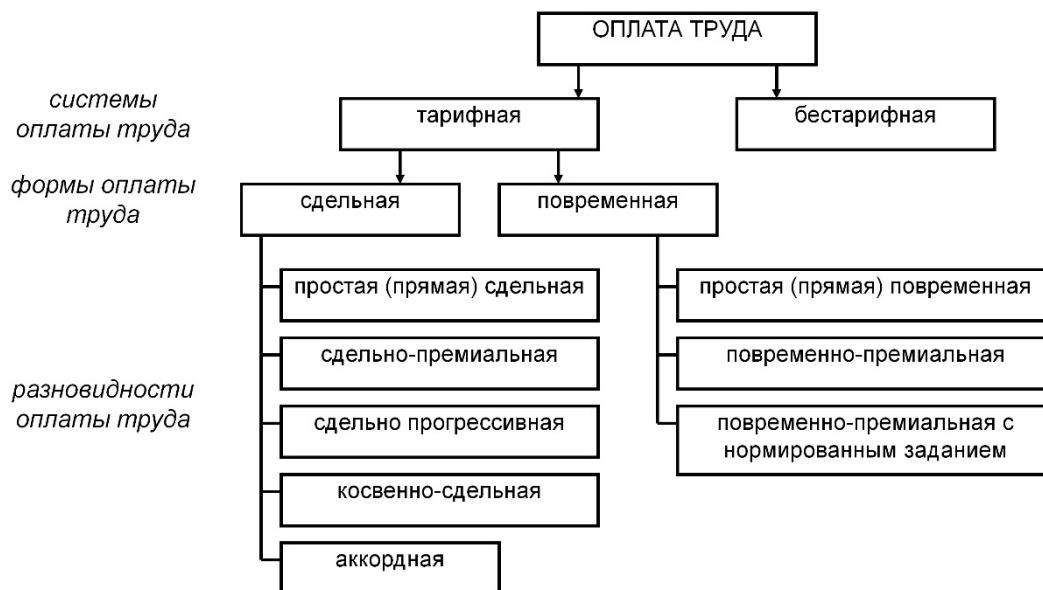 ОПЛАТА ТРУДА
системы
оплаты труда
тарифная
бестарифная
формы оплаты
труда
сдельная
повременная
простая (прямая) сдельная
простая (прямая) повременная
сдельно-премиальная
повременно-премиальная
разновидности
оплаты труда
сдельно прогрессивная
повременно-премиальная с
нормированным заданием
косвенно-сдельная
аккордная